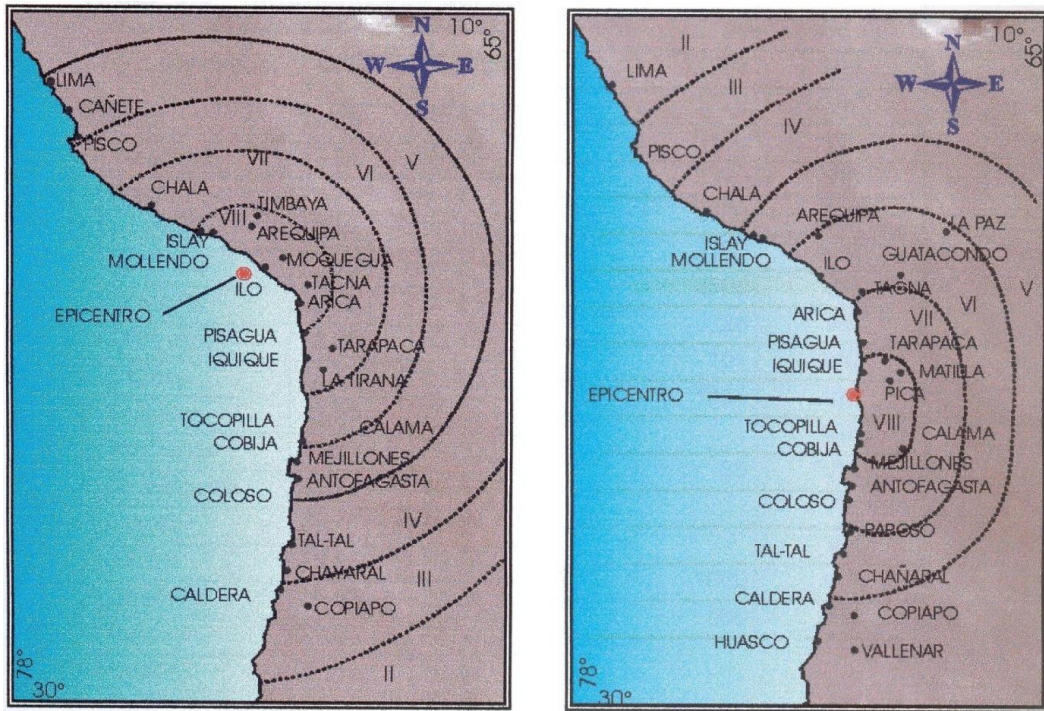 N
10°
65°
W
E
S
LIMA
CAÑETE
PISCO
V
VI
VII
CHALA
TIMBAYA
VIII
AREQUIPA
ISLAY
MOLLENDO
MOQUEGUA
TACNA
ILO
ARICA
EPICENTRO
PISAGUA
TARAPACA
IQUIQUE
LA-TIRANA
TOCOPILLA
CALAMA
COBIJA
MEJILLONES
ANTOFAGASTA
COLOSO
IV
TAL-TAL
CHAYARAL
III
CALDERA
COPIAPO
78°
30°
II
II
10°
65°
N
W
E
S
LIMA
III
IV
PISCO
CHALA
AREQUIPA
LA PAZ
ISLAY
MOLLENDO
GUATACONDO
ILO
TACNA
V
VI
ARICA
VII
PISAGUA
TARAPACA
IQUIQUE
MATILLA
PICA
EPICENTRO
VIII
TOCOPILLA
CALAMA
COBIJA
MEJILLONES
ANTOFAGASTA
COLOSO
PAROSO
TAL-TAL
CHAÑARAL
CALDERA
COPIAPO
HUASCO
VALLENAR
78°
30°